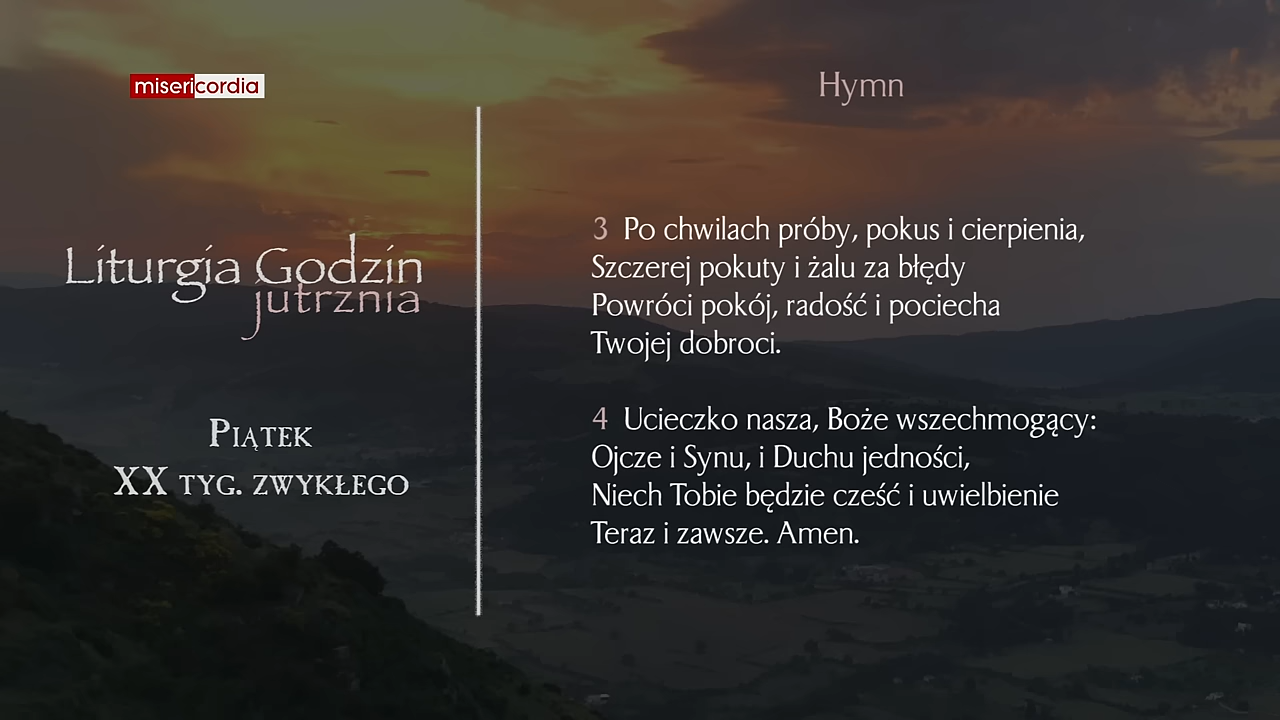 misericordia
Liturgia Godzin
jutrznia
Piątek
XX tyg. zwykłego
Hymn
3 Po chwilach próby, pokus i cierpienia,
Szczerej pokuty i żalu za błędy
Powróci pokój, radość i pociecha
Twojej dobroci.
4 Ucieczko nasza, Boże wszechmogący:
Ojcze i Synu, i Duchu jedności,
Niech Tobie będzie cześć i uwielbienie
Teraz i zawsze. Amen.